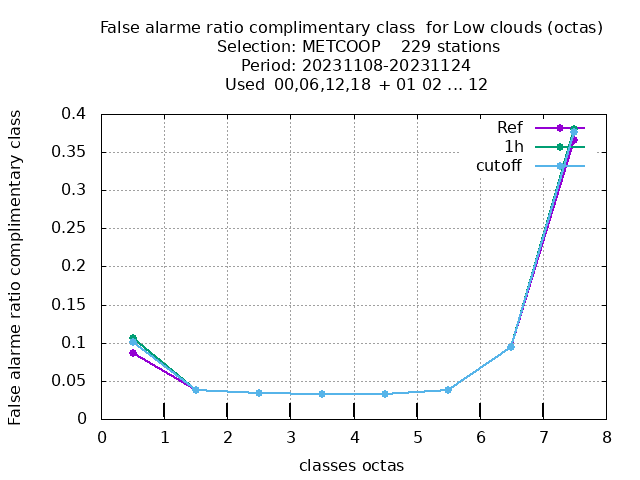 False alarme ratio complimentary class  for Low clouds (octas)
Selection: METCOOP    229 stations
Period: 20231108-20231124
Used  00,06,12,18 + 01 02 ... 12
False alarme ratio complimentary class
0.4
0.35
0.3
0.25
0.2
0.15
0.1
0.05
0
Ref
1h
cutoff
0 1 2 3 4 5 6 7 8
classes octas